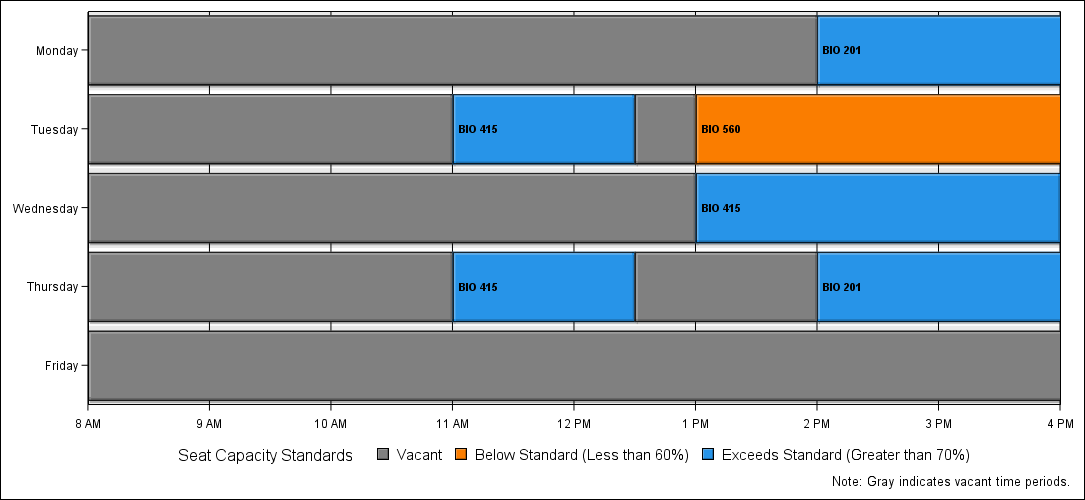 Monday
BIO 201
Tuesday
BIO 415
BIO 560
Wednesday
BIO 415
Thursday
BIO 415
BIO 201
Friday
8 AM 9 AM 10 AM 11 AM 12 PM 1 PM 2 PM 3 PM 4 PM
Seat Capacity Standards Vacant Below Standard (Less than 60%) Exceeds Standard (Greater than 70%)
Note: Gray indicates vacant time periods.